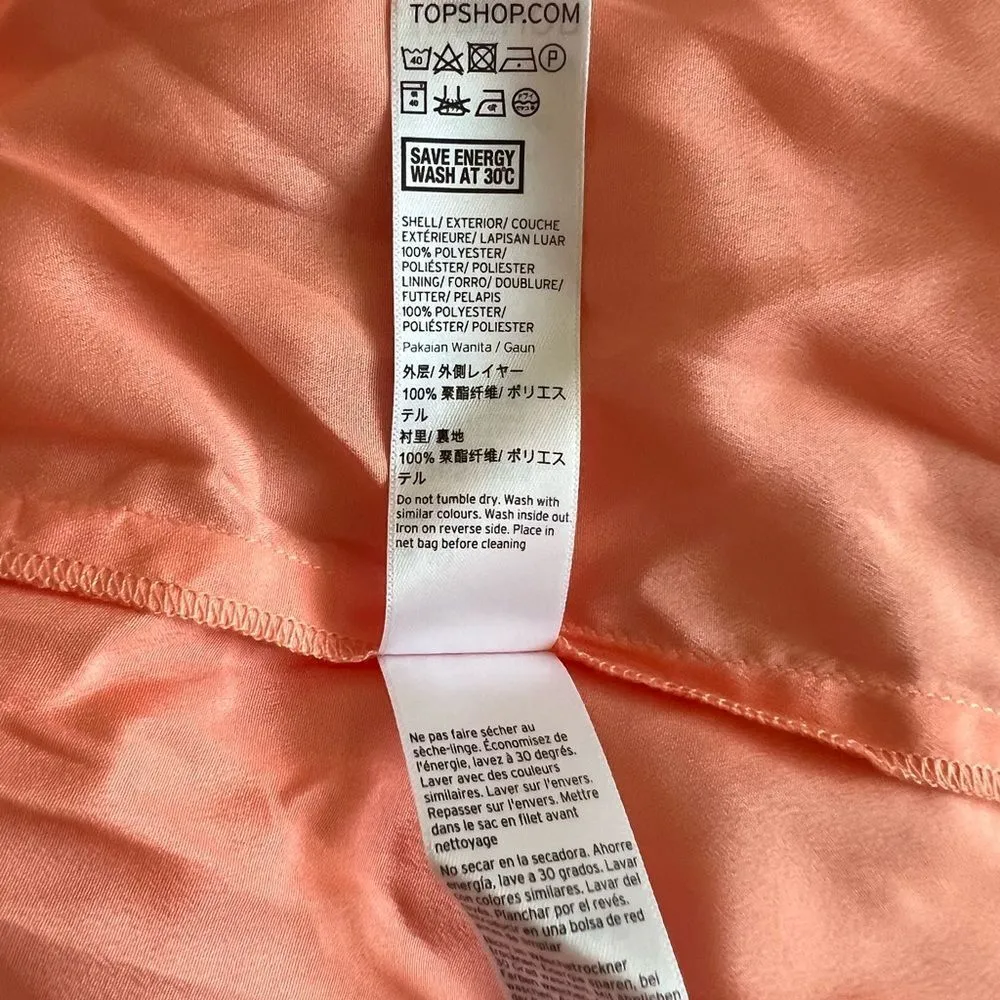 TOPSHOP.COM
40
P
40
SAVE ENERGY
WASH AT 30°C
SHELL/ EXTERIOR/ COUCHE
EXTÉRIEURE/ LAPISAN LUAR
100% POLYESTER/
POLIÉSTER/ POLIESTER
LINING/ FORRO/ DOUBLURE/
FUTTER/ PELAPIS
100% POLYESTER/
POLIÉSTER/ POLIESTER
Pakaian Wanita / Gaun
外层/ 外側レイヤー
100% 聚酯纤维/ ポリエス
テル
衬里/ 裏地
100% 聚酯纤维/ ポリエス
テル
Do not tumble dry. Wash with
similar colours. Wash inside out.
Iron on reverse side. Place in
net bag before cleaning
Ne pas faire sécher au
sèche-linge. Économisez de
l'énergie, lavez à 30 degrés.
Laver avec des couleurs
similaires. Laver sur l'envers.
Repasser sur l'envers. Mettre
dans le sac en filet avant
nettoyage
No secar en la secadora. Ahorre
energía, lave a 30 grados. Lavar
colores similares. Lavar del
Planchar por el revés.
en una bolsa de red